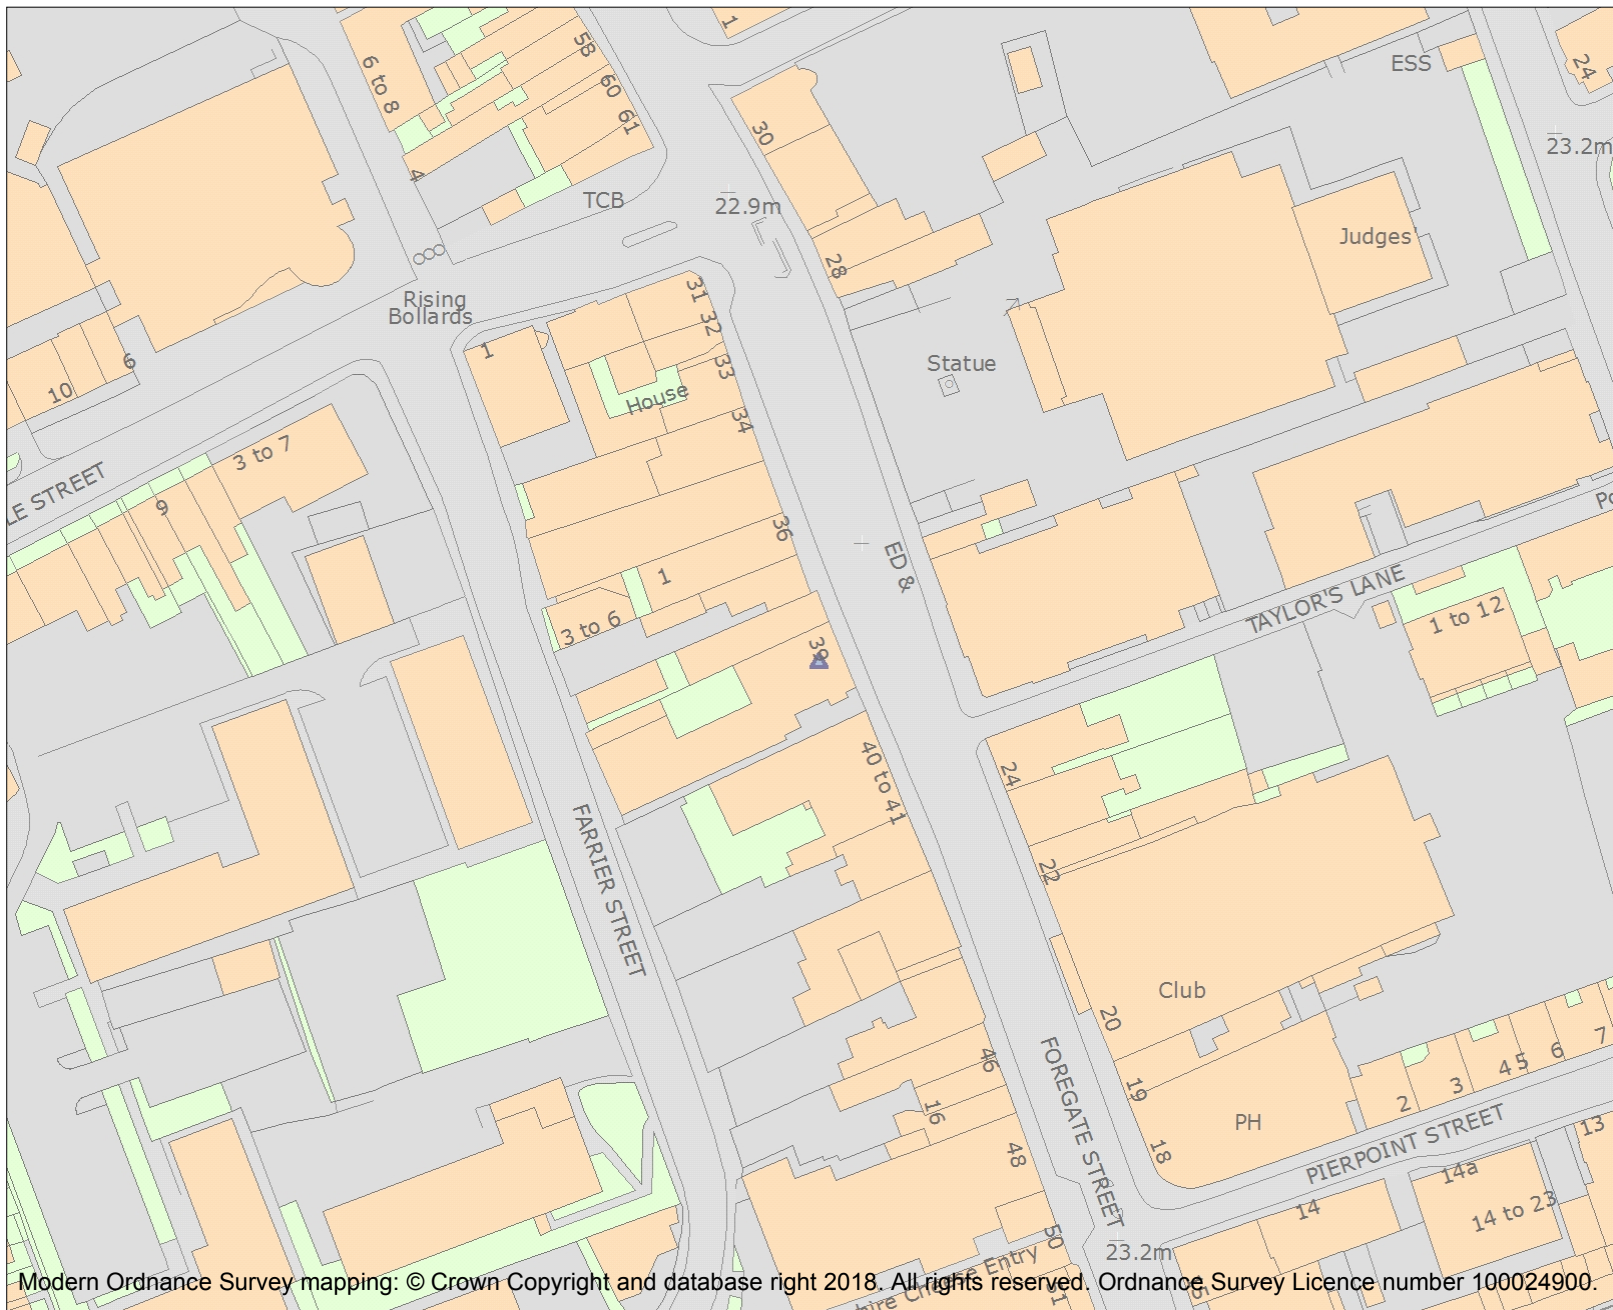 1
58
6 to 8
60
61
30
4
TCB
22.9m
ESS
24
23.2m
28
Judges'
Rising
Bollards
31
32
1
33
House
34
Statue
6
10
3 to 7
9
LE STREET
36
ED &
1
3 to 6
39
TAYLOR'S LANE
1 to 12
40 to 41
24
22
FARRIER STREET
Club
20
46
16
19
FOREGATE STREET
PH
18
2
3
4
5
6
7
PIERPOINT STREET
13
48
14a
14
14 to 23
50
23.2m
51
hire Cheese Entry
Modern Ordnance Survey mapping: © Crown Copyright and database right 2018. All rights reserved. Ordnance Survey Licence number 100024900.